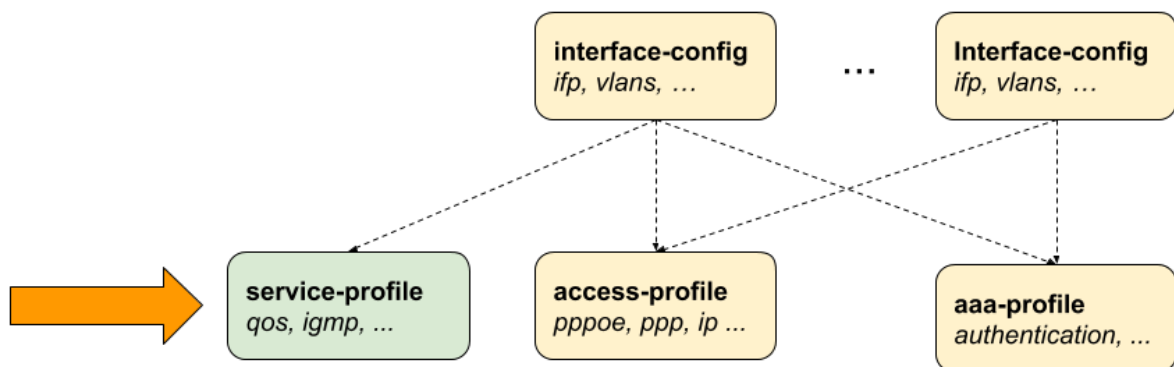 interface-config
ifp, vlans, …
...
Interface-config
ifp, vlans, …
service-profile
qos, igmp, ...
access-profile
pppoe, ppp, ip ...
aaa-profile
authentication, ...